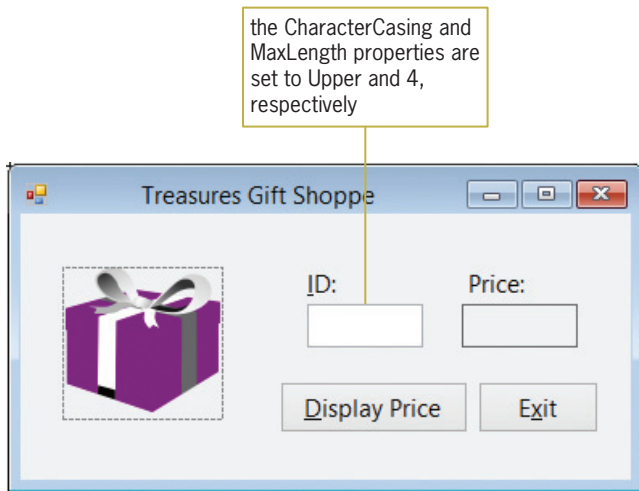 the CharacterCasing and
MaxLength properties are
set to Upper and 4,
respectively
Treasures Gift Shoppe
ID:
Price:
Display Price
Exit